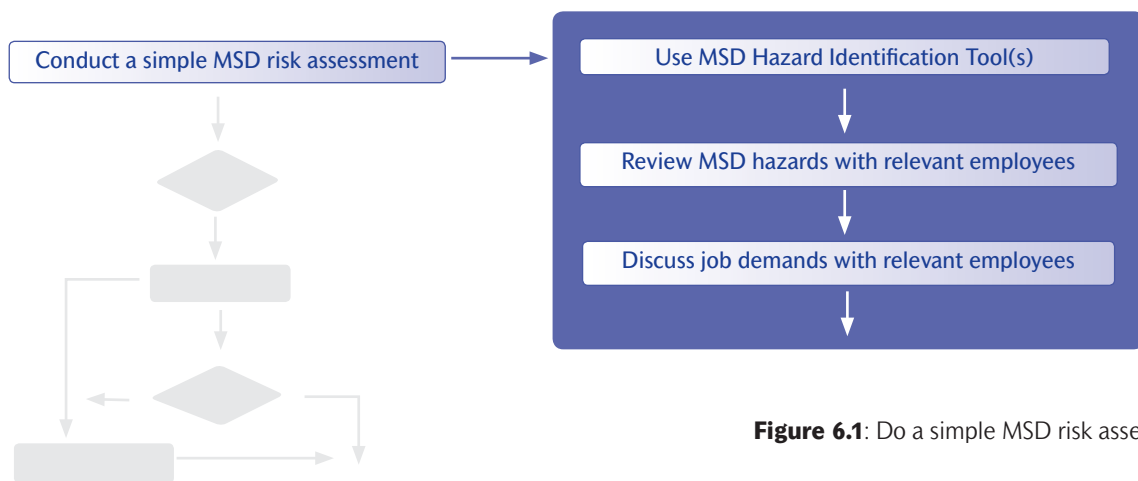 Conduct a simple MSD risk assessment
Use MSD Hazard Identification Tool(s)
Review MSD hazards with relevant employees
Discuss job demands with relevant employees
Figure 6.1: Do a simple MSD risk asse